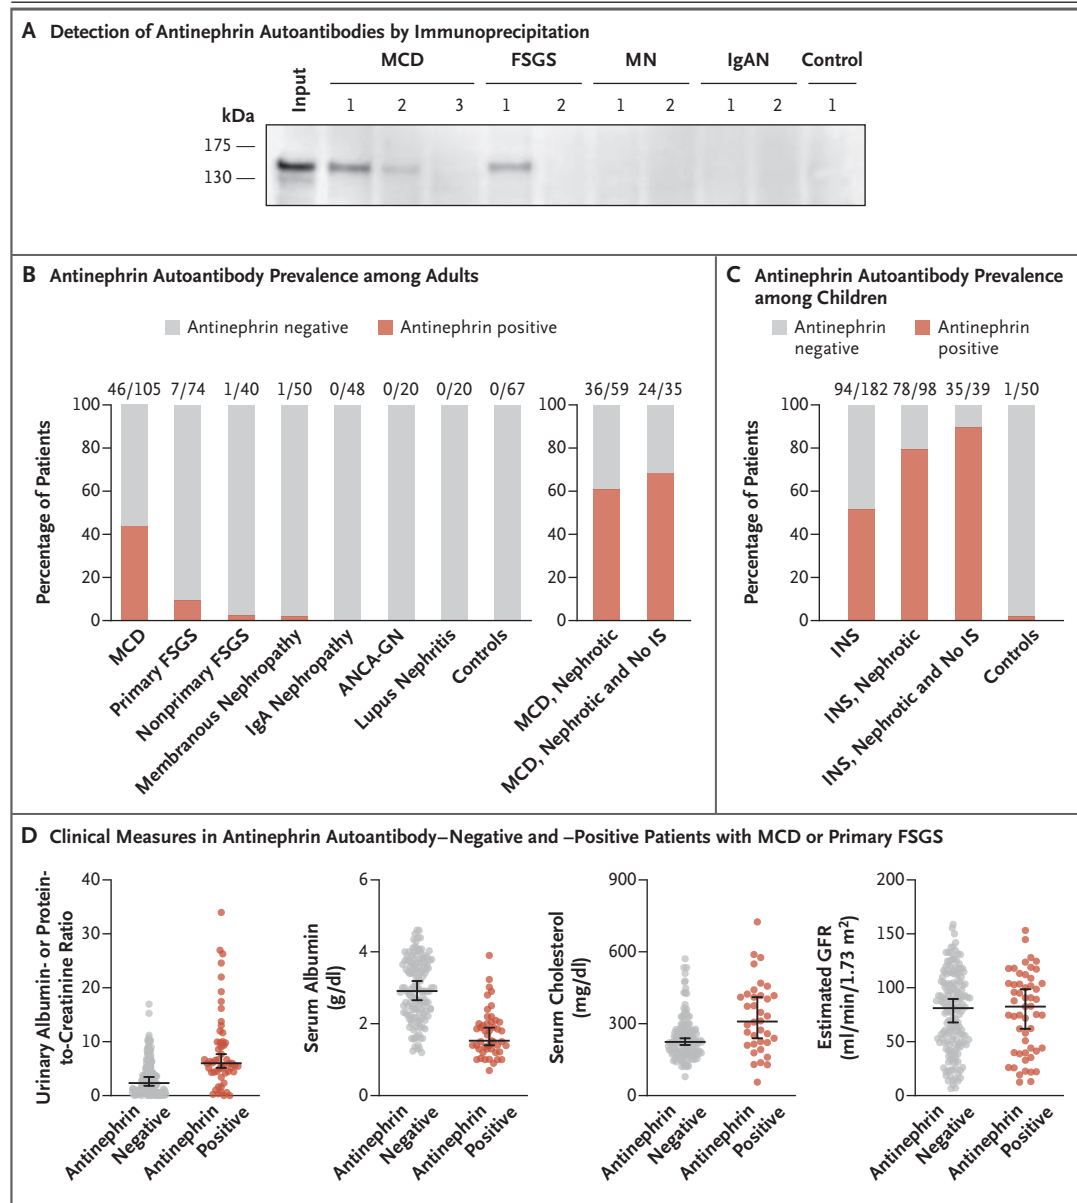 A Detection of Antinephrin Autoantibodies by Immunoprecipitation
MCD FSGS MN IgAN Control
Input 1 2 3 1 2 1 2 1 2 1
kDa
175
130
B Antinephrin Autoantibody Prevalence among Adults
Antinephrin negative Antinephrin positive
46/105 7/74 1/40 1/50 0/48 0/20 0/20 0/67 36/59 24/35
Percentage of Patients
100 80 60 40 20 0
100 80 60 40 20 0
MCD
Primary FSGS
Nonprimary FSGS
Membranous Nephropathy
IgA Nephropathy
ANCA-GN
Lupus Nephritis
Controls
MCD, Nephrotic
MCD, Nephrotic and No IS
C Antinephrin Autoantibody Prevalence
among Children
Antinephrin negative
Antinephrin positive
94/182 78/98 35/39 1/50
Percentage of Patients
100 80 60 40 20 0
INS
INS, Nephrotic
INS, Nephrotic and No IS
Controls
D Clinical Measures in Antinephrin Autoantibody–Negative and –Positive Patients with MCD or Primary FSGS
Urinary Albumin- or Protein-
to-Creatinine Ratio
40 30 20 10 0
Antinephrin
Negative
Antinephrin
Positive
Serum Albumin
(g/dl)
6 4 2 0
Antinephrin
Negative
Antinephrin
Positive
Serum Cholesterol
(mg/dl)
900 600 300 0
Antinephrin
Negative
Antinephrin
Positive
Estimated GFR
(ml/min/1.73 m²)
200 150 100 50 0
Antinephrin
Negative
Antinephrin
Positive